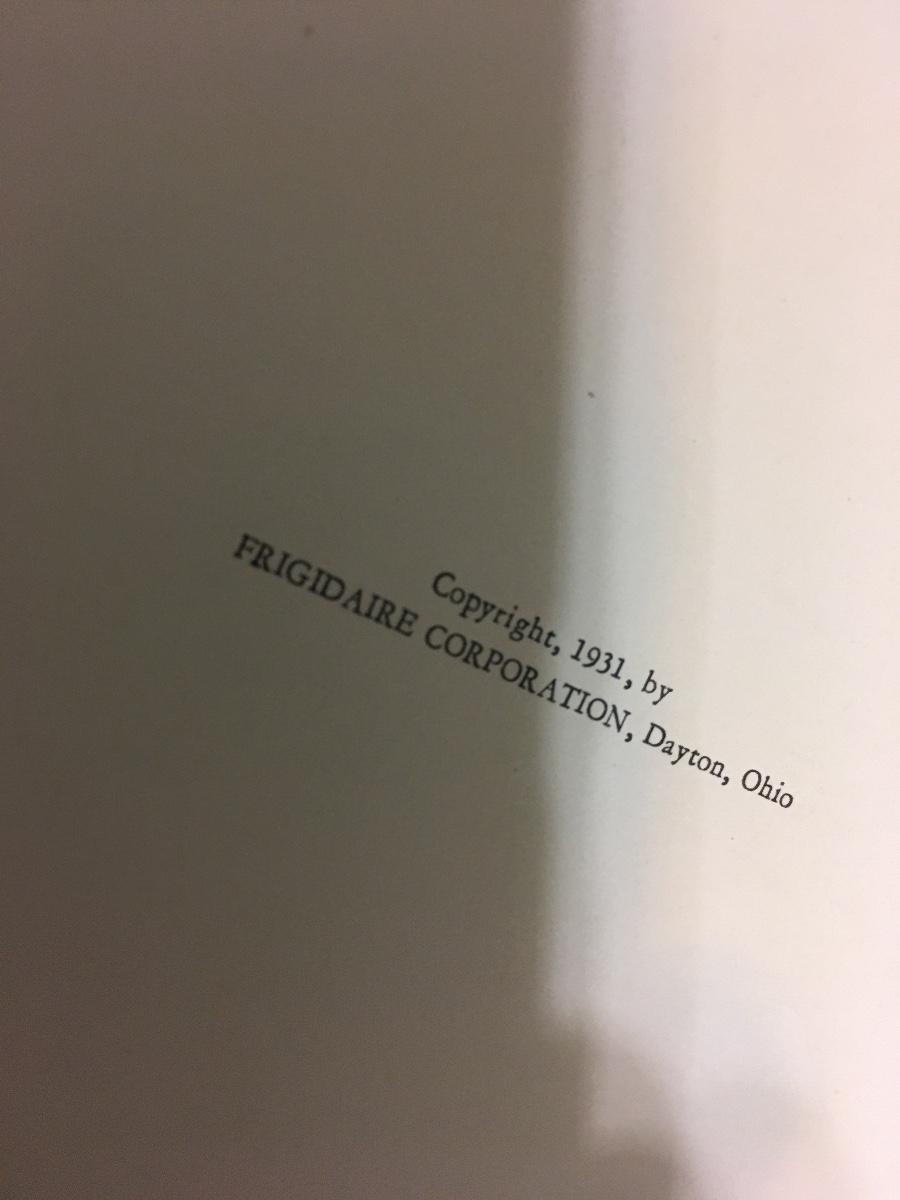 Copyright, 1931, by
FRIGIDAIRE CORPORATION, Dayton, Ohio